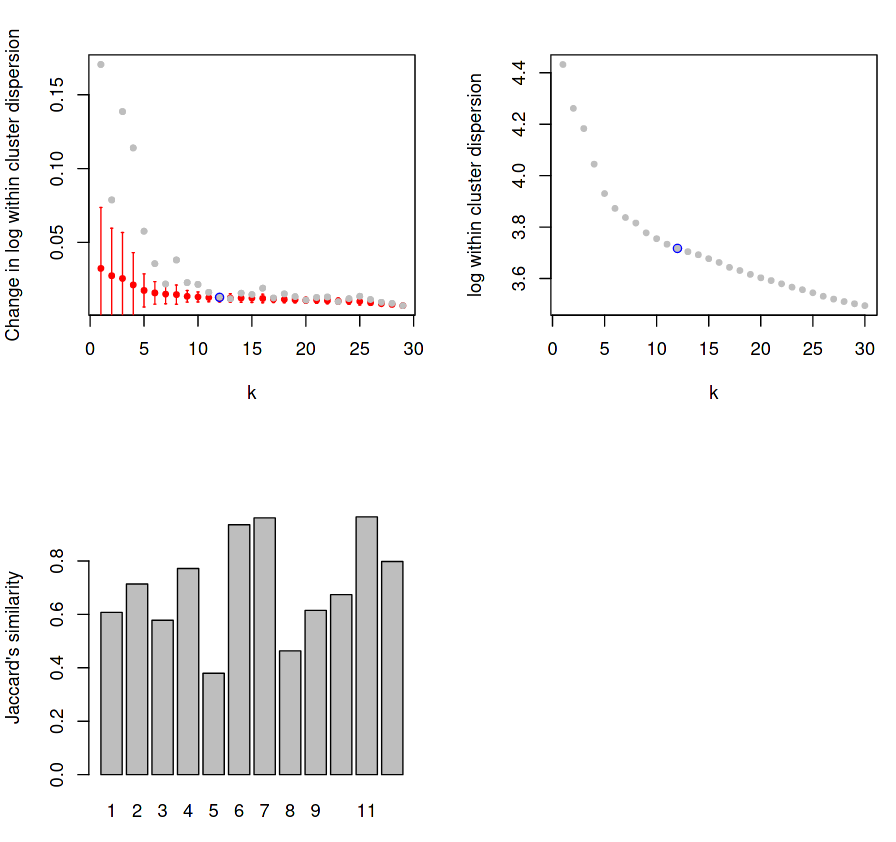 Change in log within cluster dispersion
0.15
0.10
0.05
0 5 10 15 20 25 30
k
log within cluster dispersion
4.4
4.2
4.0
3.8
3.6
0 5 10 15 20 25 30
k
Jaccard's similarity
0.8
0.6
0.4
0.2
0.0
1 2 3 4 5 6 7 8 9 11